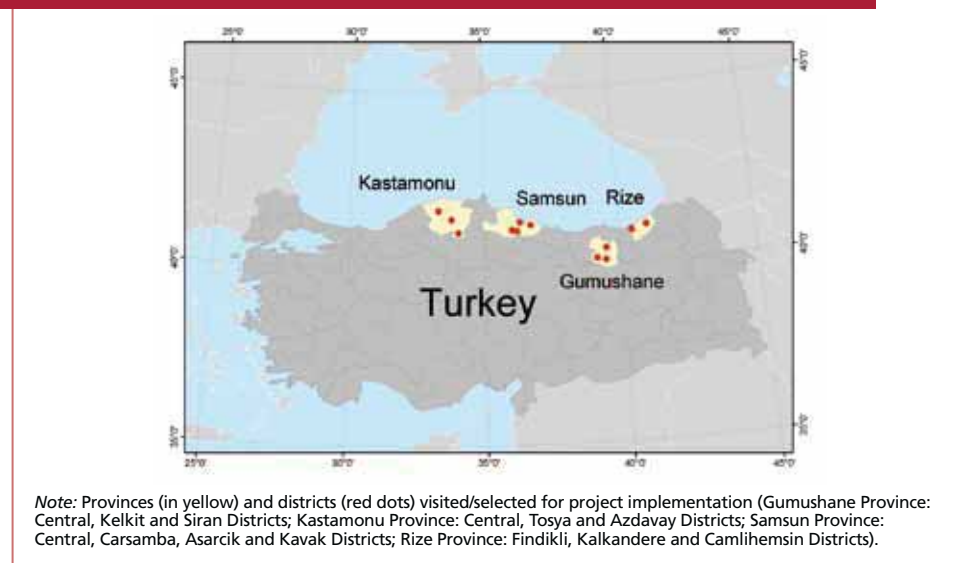 25°0' 30°0' 35°0' 40°0' 45°0'
45°0' 45°0'
Kastamonu
Samsun Rize
40°0' 40°0'
Gumushane
Turkey
35°0' 35°0'
25°0' 30°0' 35°0' 40°0' 45°0'
Note: Provinces (in yellow) and districts (red dots) visited/selected for project implementation (Gumushane Province:
Central, Kelkit and Siran Districts; Kastamonu Province: Central, Tosya and Azdavay Districts; Samsun Province:
Central, Carsamba, Asarcik and Kavak Districts; Rize Province: Findikli, Kalkandere and Camlihemsin Districts).